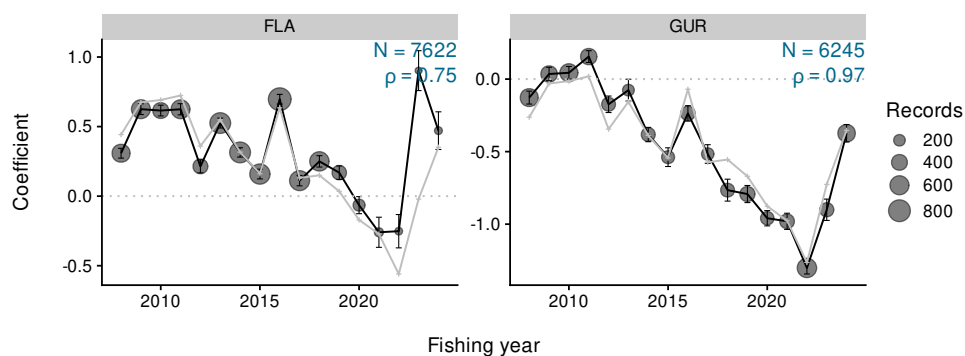 FLA
GUR
N = 7622
ρ = 0.75
N = 6245
ρ = 0.97
1.0
0.5
0.0
-0.5
0.0
-0.5
-1.0
Coefficient
2010
2015
2020
2010
2015
2020
Fishing year
Records
200
400
600
800